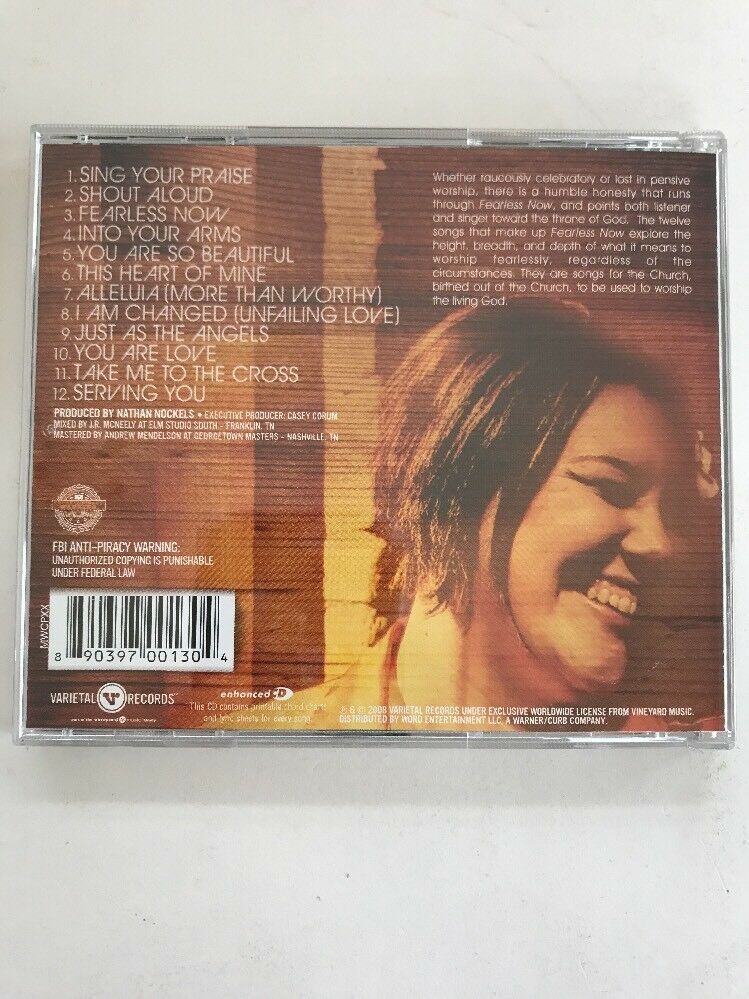 1. SING YOUR PRAISE
2. SHOUT ALOUD
3. FEARLESS NOW
4. INTO YOUR ARMS
5. YOU ARE SO BEAUTIFUL
6. THIS HEART OF MINE
7. ALLELUIA (MORE THAN WORTHY)
8. I AM CHANGED (UNFAILING LOVE)
9. JUST AS THE ANGELS
10. YOU ARE LOVE
11. TAKE ME TO THE CROSS
12. SERVING YOU
PRODUCED BY NATHAN NOCKELS • EXECUTIVE PRODUCER: CASEY CORUM
MIXED BY J.R. MCNEELY AT ELM STUDIO SOUTH - FRANKLIN, TN
MASTERED BY ANDREW MENDELSON AT GEORGETOWN MASTERS - NASHVILLE, TN
Whether raucously celebratory or lost in pensive
worship, there is a humble honesty that runs
through Fearless Now, and points both listener
and singer toward the throne of God. The twelve
songs that make up Fearless Now explore the
height, breadth, and depth of what it means to
worship fearlessly, regardless of the
circumstances. They are songs for the Church,
birthed out of the Church, to be used to worship
the living God.
FBI ANTI-PIRACY WARNING:
UNAUTHORIZED COPYING IS PUNISHABLE
UNDER FEDERAL LAW
MWCPXX
8 90397 00130 4
VARIETAL RECORDS
enhanced CD
This CD contains printable chord charts
and lyric sheets for every song.
℗ & © 2008 VARIETAL RECORDS UNDER EXCLUSIVE WORLDWIDE LICENSE FROM VINEYARD MUSIC.
DISTRIBUTED BY WORD ENTERTAINMENT LLC, A WARNER/CURB COMPANY.